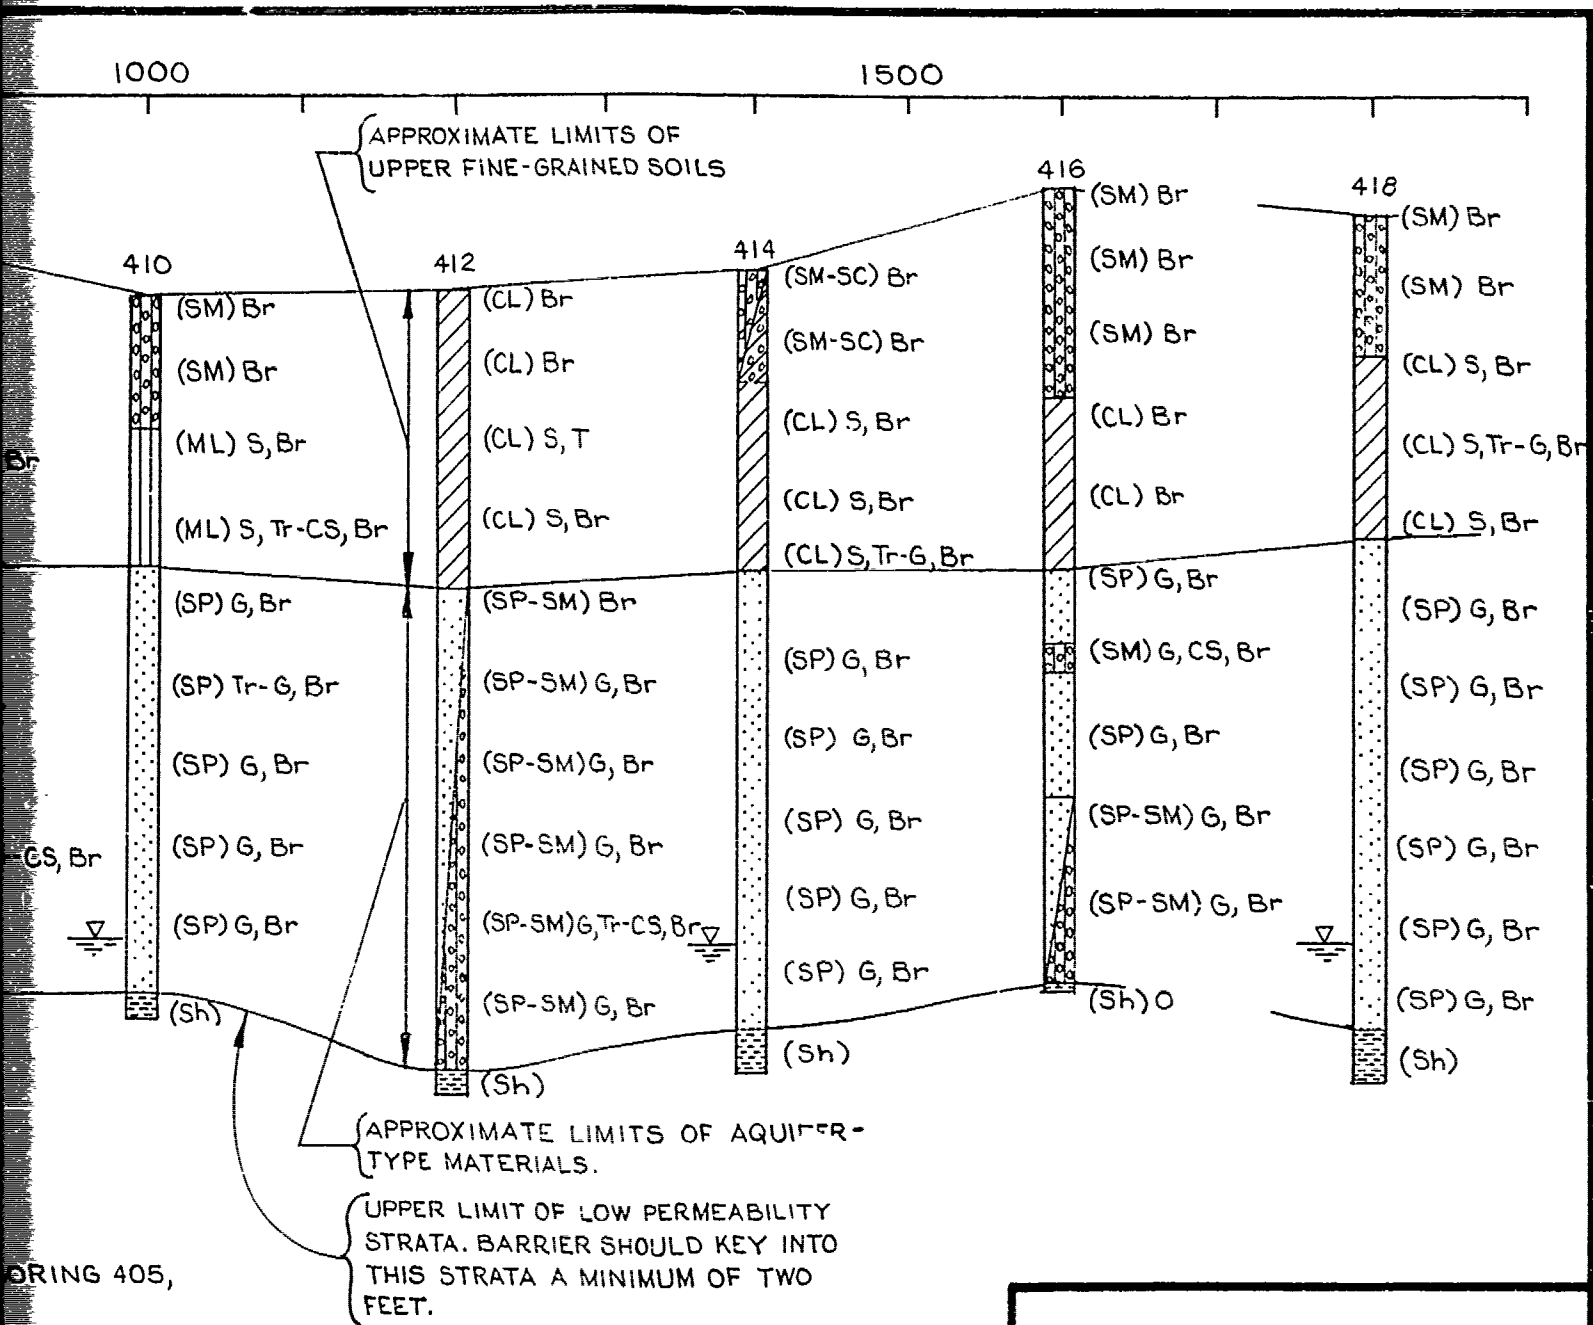 1000
1500
APPROXIMATE LIMITS OF
UPPER FINE-GRAINED SOILS
410
(SM) Br
(SM) Br
(ML) S, Br
(ML) S, Tr-CS, Br
(SP) G, Br
(SP) Tr-G, Br
(SP) G, Br
(SP) G, Br
(SP) G, Br
(Sh)
Br
CS, Br
412
(CL) Br
(CL) Br
(CL) S, T
(CL) S, Br
(SP-SM) Br
(SP-SM) G, Br
(SP-SM) G, Br
(SP-SM) G, Br
(SP-SM) G, Tr-CS, Br
(SP-SM) G, Br
(Sh)
414
(SM-SC) Br
(SM-SC) Br
(CL) S, Br
(CL) S, Br
(CL) S, Tr-G, Br
(SP) G, Br
(SP) G, Br
(SP) G, Br
(SP) G, Br
(SP) G, Br
(Sh)
416
(SM) Br
(SM) Br
(SM) Br
(CL) Br
(CL) Br
(SP) G, Br
(SM) G, CS, Br
(SP) G, Br
(SP-SM) G, Br
(SP-SM) G, Br
(Sh) O
418
(SM) Br
(SM) Br
(CL) S, Br
(CL) S, Tr-G, Br
(CL) S, Br
(SP) G, Br
(SP) G, Br
(SP) G, Br
(SP) G, Br
(SP) G, Br
(SP) G, Br
(Sh)
APPROXIMATE LIMITS OF AQUIFER-
TYPE MATERIALS.
UPPER LIMIT OF LOW PERMEABILITY
STRATA. BARRIER SHOULD KEY INTO
THIS STRATA A MINIMUM OF TWO
FEET.
ORING 405,